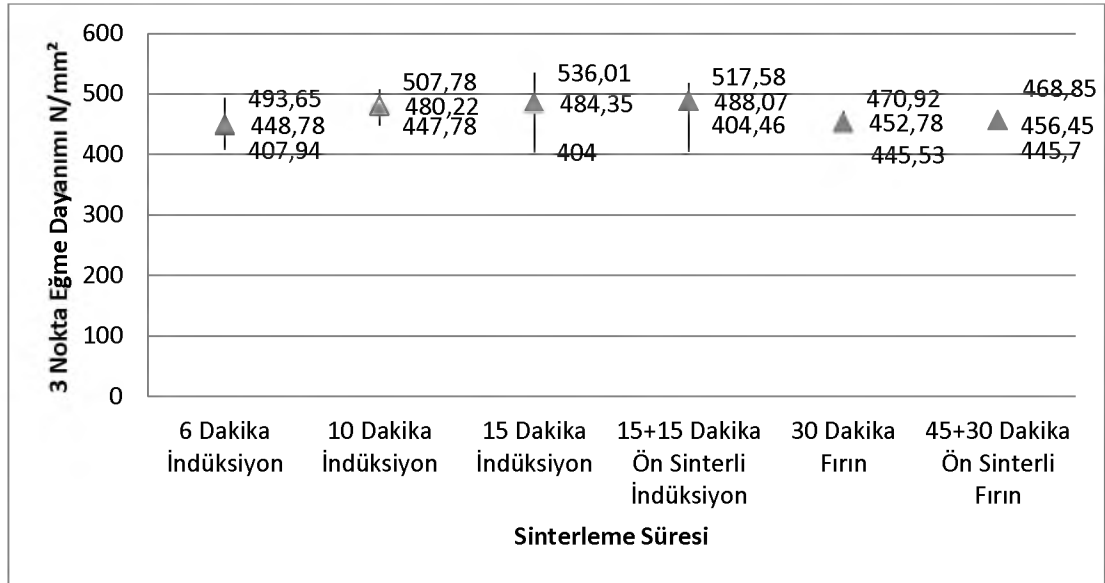 3 Nokta Eğme Dayanımı N/mm²
600
500
400
300
200
100
0
493,65
448,78
407,94
507,78
480,22
447,78
536,01
484,35
404
517,58
488,07
404,46
470,92
452,78
445,53
468,85
456,45
445,7
6 Dakika
İndüksiyon
10 Dakika
İndüksiyon
15 Dakika
İndüksiyon
15+15 Dakika
Ön Sinterli
İndüksiyon
30 Dakika
Fırın
45+30 Dakika
Ön Sinterli
Fırın
Sinterleme Süresi